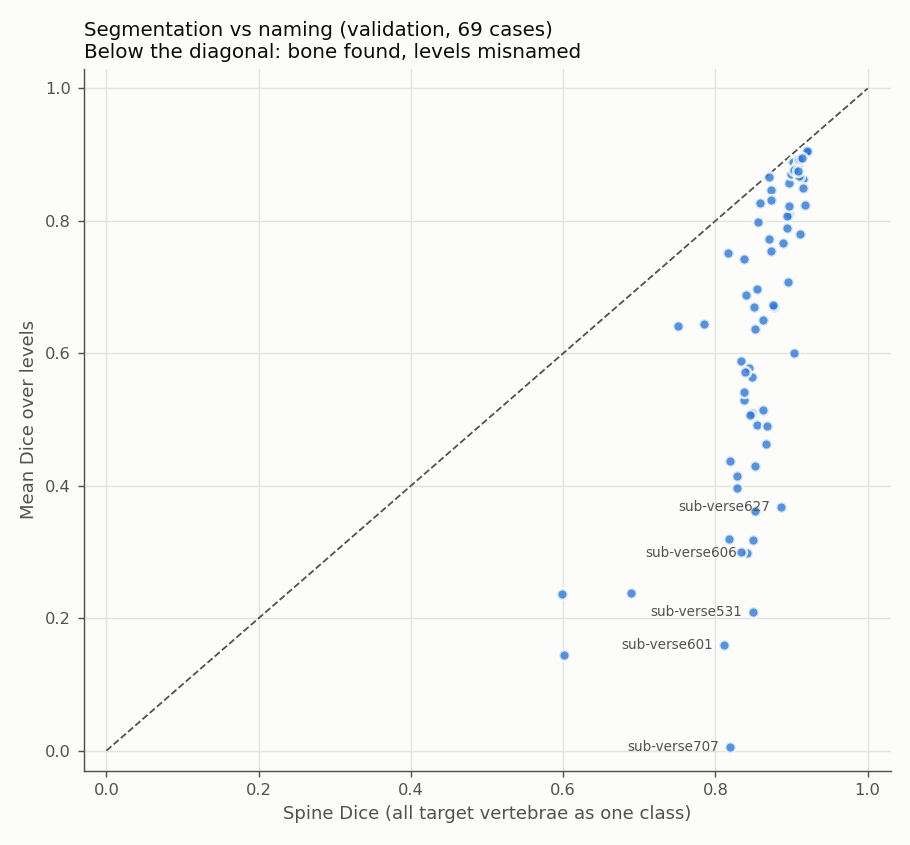 Segmentation vs naming (validation, 69 cases)
Below the diagonal: bone found, levels misnamed
1.0
0.8
0.6
0.4
0.2
0.0
Mean Dice over levels
sub-verse627
sub-verse606
sub-verse531
sub-verse601
sub-verse707
0.0
0.2
0.4
0.6
0.8
1.0
Spine Dice (all target vertebrae as one class)